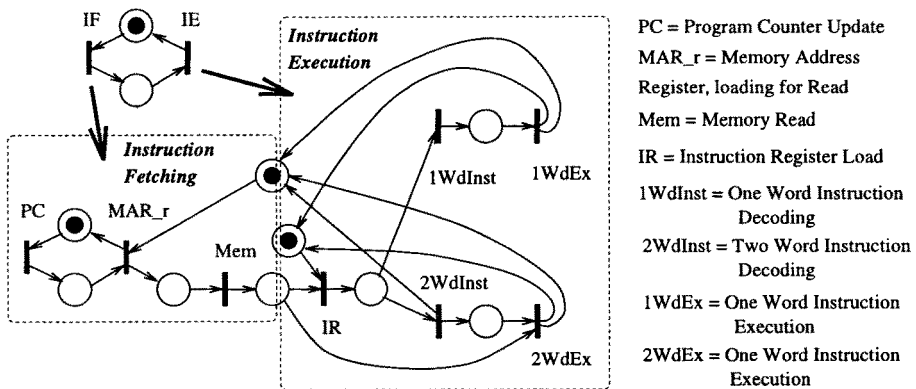 IF IE
Instruction
Execution
Instruction
Fetching
PC MAR_r
Mem
IR
1WdInst 1WdEx
2WdInst
2WdEx
PC = Program Counter Update
MAR_r = Memory Address
Register, loading for Read
Mem = Memory Read
IR = Instruction Register Load
1WdInst = One Word Instruction
Decoding
2WdInst = Two Word Instruction
Decoding
1WdEx = One Word Instruction
Execution
2WdEx = One Word Instruction
Execution